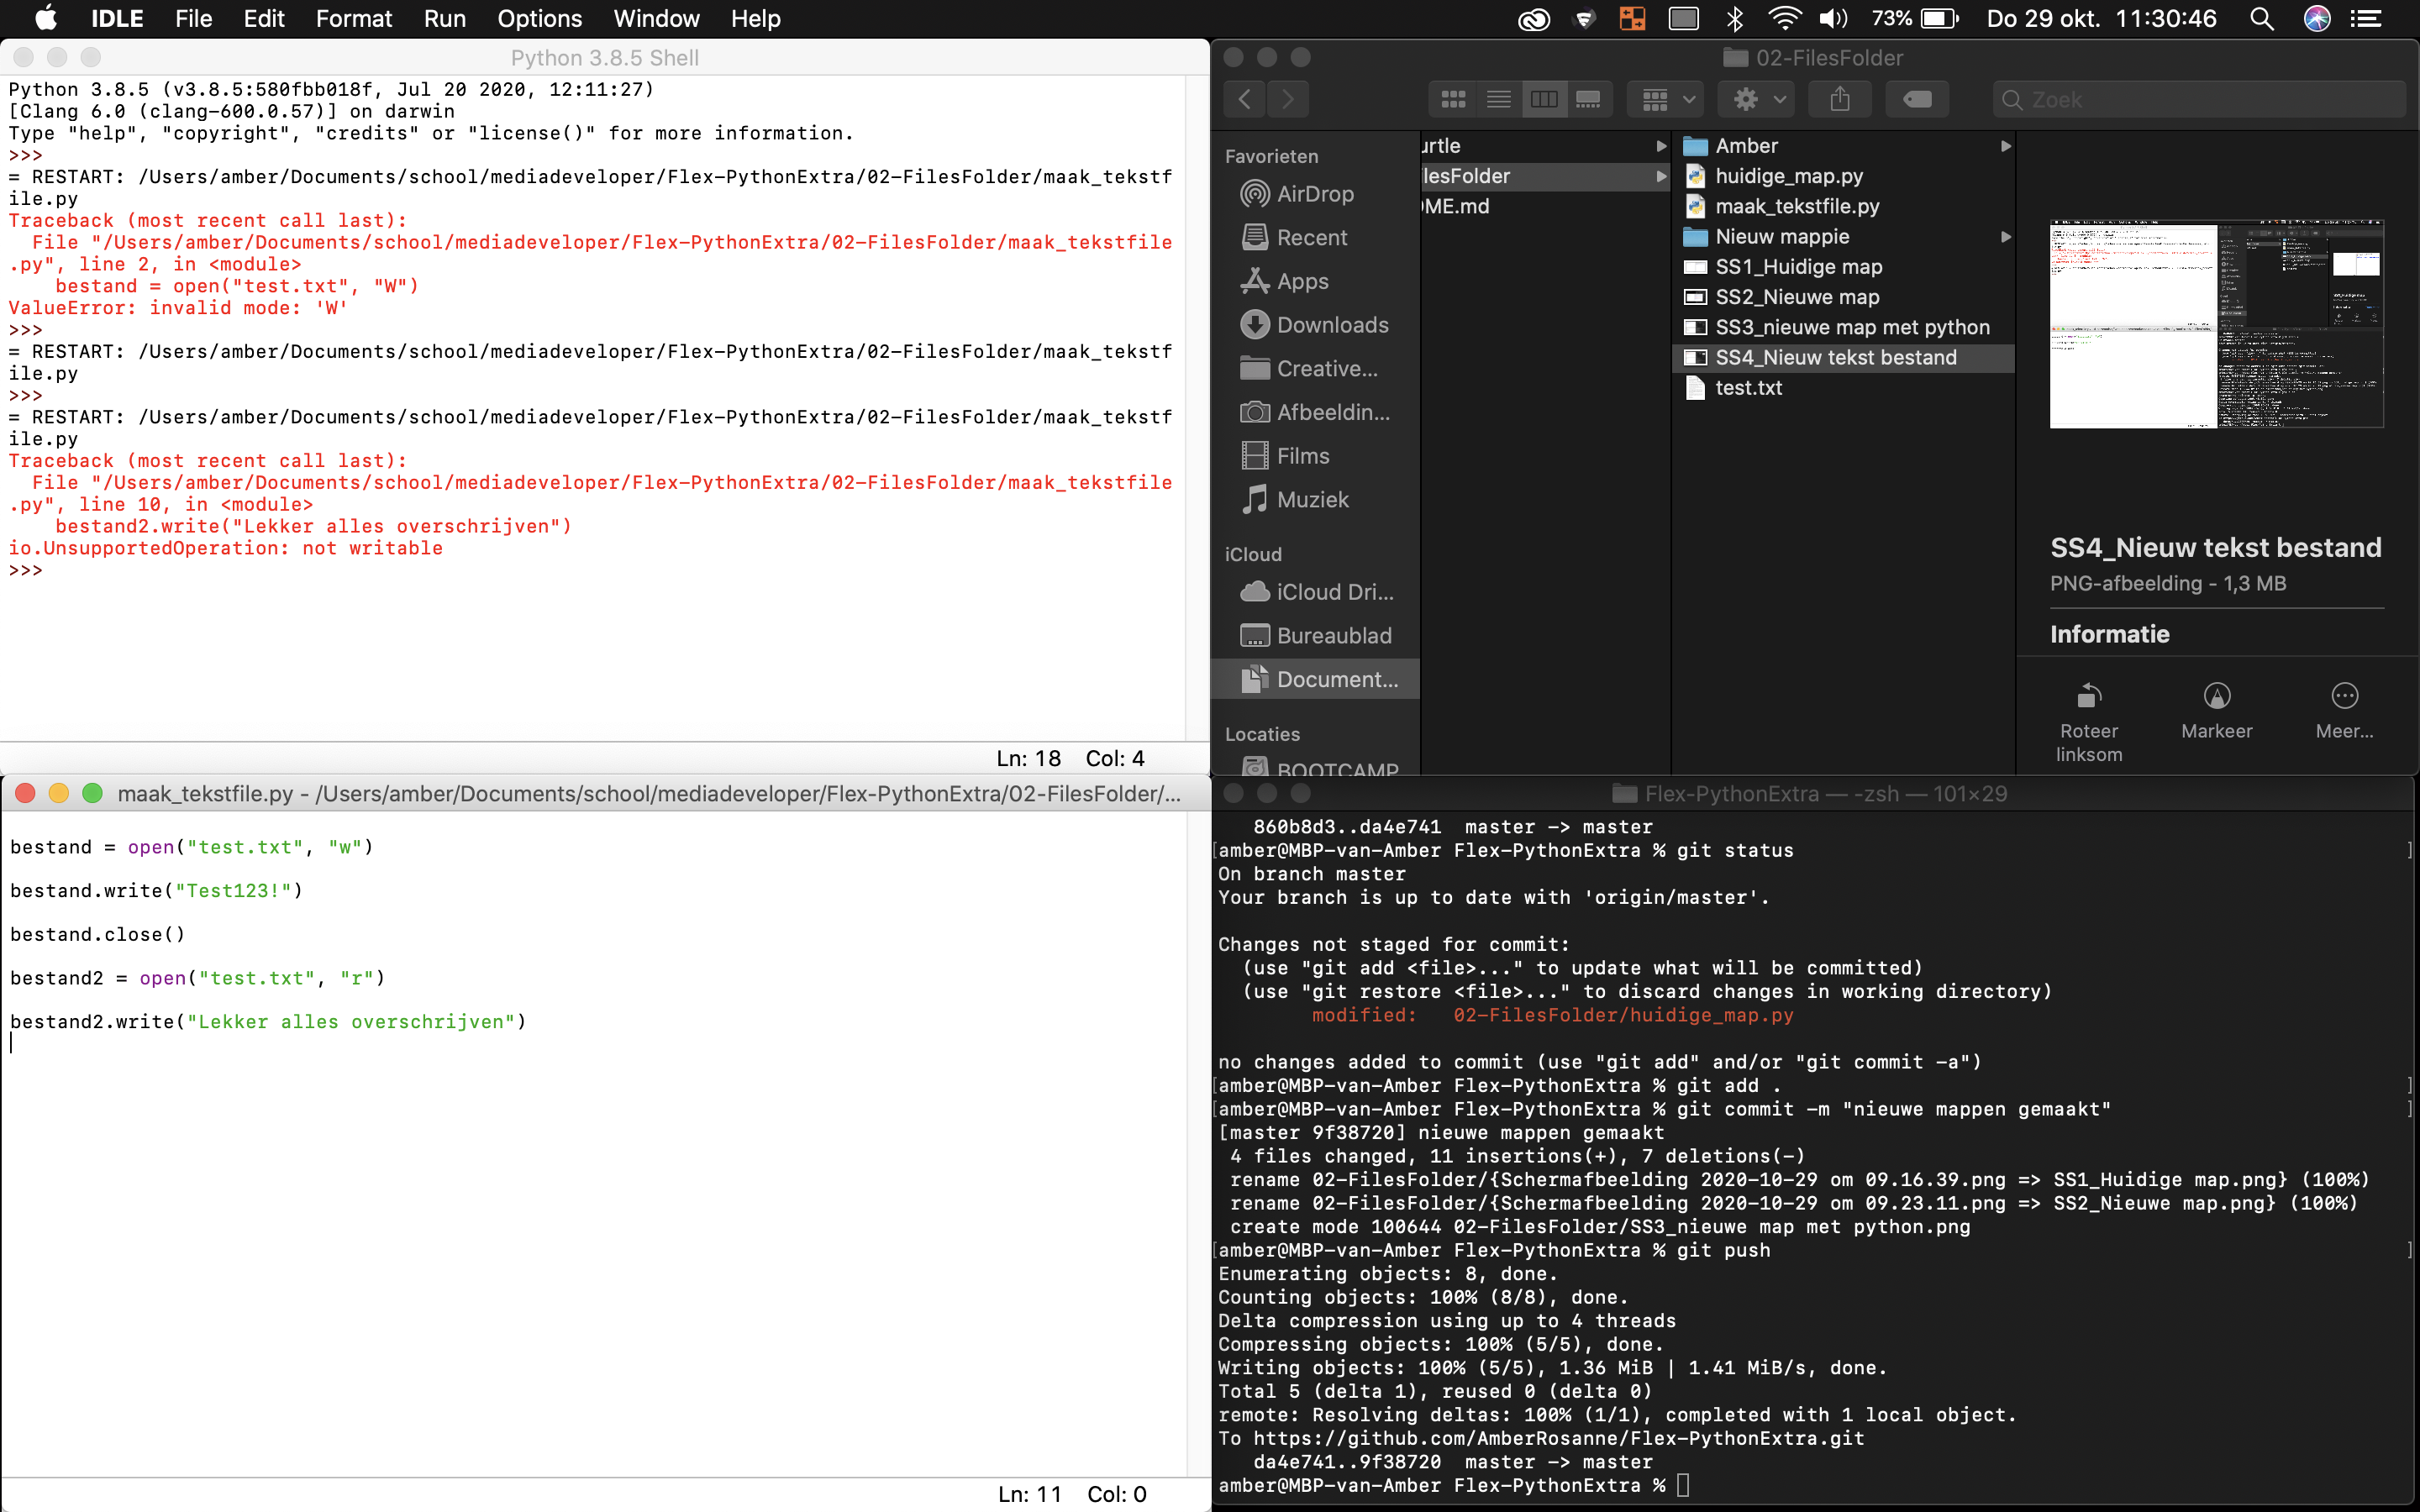 IDLE File Edit Format Run Options Window Help 73% Do 29 okt. 11:30:46
Python 3.8.5 Shell
Python 3.8.5 (v3.8.5:580fbb018f, Jul 20 2020, 12:11:27)
[Clang 6.0 (clang-600.0.57)] on darwin
Type "help", "copyright", "credits" or "license()" for more information.
>>>
= RESTART: /Users/amber/Documents/school/mediadeveloper/Flex-PythonExtra/02-FilesFolder/maak_tekstf
ile.py
Traceback (most recent call last):
  File "/Users/amber/Documents/school/mediadeveloper/Flex-PythonExtra/02-FilesFolder/maak_tekstfile
.py", line 2, in <module>
    bestand = open("test.txt", "W")
ValueError: invalid mode: 'W'
>>>
= RESTART: /Users/amber/Documents/school/mediadeveloper/Flex-PythonExtra/02-FilesFolder/maak_tekstf
ile.py
>>>
= RESTART: /Users/amber/Documents/school/mediadeveloper/Flex-PythonExtra/02-FilesFolder/maak_tekstf
ile.py
Traceback (most recent call last):
  File "/Users/amber/Documents/school/mediadeveloper/Flex-PythonExtra/02-FilesFolder/maak_tekstfile
.py", line 10, in <module>
    bestand2.write("Lekker alles overschrijven")
io.UnsupportedOperation: not writable
>>>
Ln: 18 Col: 4
02-FilesFolder
Zoek
Favorieten
AirDrop
Recent
Apps
Downloads
Creative...
Afbeeldin...
Films
Muziek
iCloud
iCloud Dri...
Bureaublad
Document...
Locaties
BOOTCAMP
urtle
lesFolder
ME.md
Amber
huidige_map.py
maak_tekstfile.py
Nieuw mappie
SS1_Huidige map
SS2_Nieuwe map
SS3_nieuwe map met python
SS4_Nieuw tekst bestand
test.txt
SS4_Nieuw tekst bestand
PNG-afbeelding - 1,3 MB
Informatie
Roteer linksom
Markeer
Meer...
maak_tekstfile.py - /Users/amber/Documents/school/mediadeveloper/Flex-PythonExtra/02-FilesFolder/...
bestand = open("test.txt", "w")
bestand.write("Test123!")
bestand.close()
bestand2 = open("test.txt", "r")
bestand2.write("Lekker alles overschrijven")
Ln: 11 Col: 0
Flex-PythonExtra — -zsh — 101×29
   860b8d3..da4e741  master -> master
[amber@MBP-van-Amber Flex-PythonExtra % git status ]
On branch master
Your branch is up to date with 'origin/master'.
Changes not staged for commit:
  (use "git add <file>..." to update what will be committed)
  (use "git restore <file>..." to discard changes in working directory)
        modified:   02-FilesFolder/huidige_map.py
no changes added to commit (use "git add" and/or "git commit -a")
[amber@MBP-van-Amber Flex-PythonExtra % git add . ]
[amber@MBP-van-Amber Flex-PythonExtra % git commit -m "nieuwe mappen gemaakt" ]
[master 9f38720] nieuwe mappen gemaakt
 4 files changed, 11 insertions(+), 7 deletions(-)
 rename 02-FilesFolder/{Schermafbeelding 2020-10-29 om 09.16.39.png => SS1_Huidige map.png} (100%)
 rename 02-FilesFolder/{Schermafbeelding 2020-10-29 om 09.23.11.png => SS2_Nieuwe map.png} (100%)
 create mode 100644 02-FilesFolder/SS3_nieuwe map met python.png
[amber@MBP-van-Amber Flex-PythonExtra % git push ]
Enumerating objects: 8, done.
Counting objects: 100% (8/8), done.
Delta compression using up to 4 threads
Compressing objects: 100% (5/5), done.
Writing objects: 100% (5/5), 1.36 MiB | 1.41 MiB/s, done.
Total 5 (delta 1), reused 0 (delta 0)
remote: Resolving deltas: 100% (1/1), completed with 1 local object.
To https://github.com/AmberRosanne/Flex-PythonExtra.git
   da4e741..9f38720  master -> master
amber@MBP-van-Amber Flex-PythonExtra %